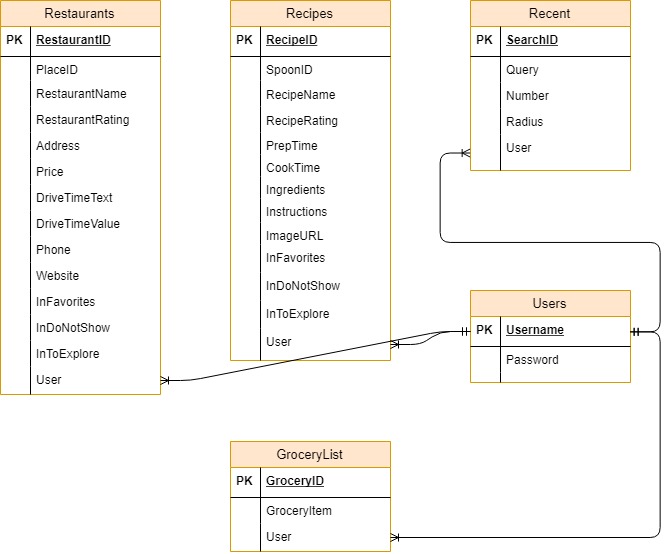 Restaurants
PK RestaurantID
PlaceID
RestaurantName
RestaurantRating
Address
Price
DriveTimeText
DriveTimeValue
Phone
Website
InFavorites
InDoNotShow
InToExplore
User
Recipes
PK RecipeID
SpoonID
RecipeName
RecipeRating
PrepTime
CookTime
Ingredients
Instructions
ImageURL
InFavorites
InDoNotShow
InToExplore
User
Recent
PK SearchID
Query
Number
Radius
User
Users
PK Username
Password
GroceryList
PK GroceryID
GroceryItem
User